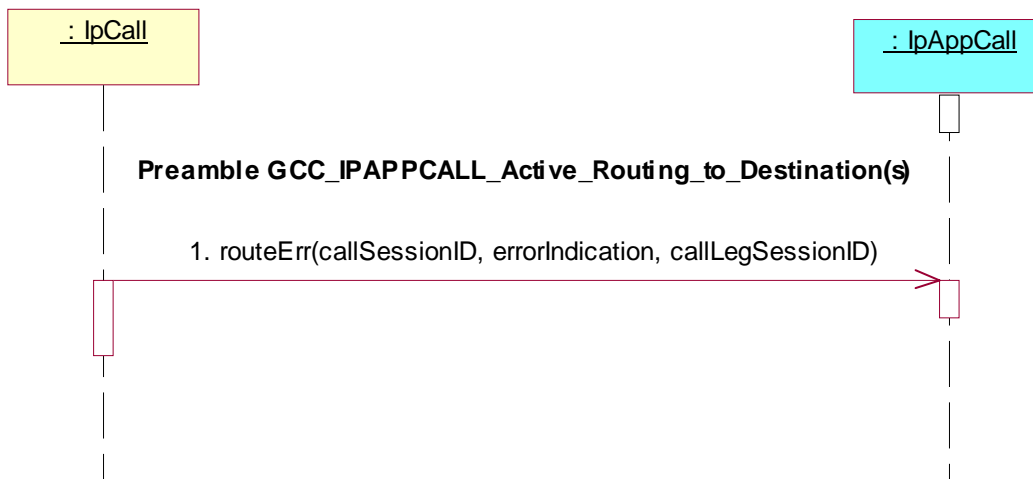 : IpCall
: IpAppCall
Preamble GCC_IPAPPCALL_Active_Routing_to_Destination(s)
1. routeErr(callSessionID, errorIndication, callLegSessionID)